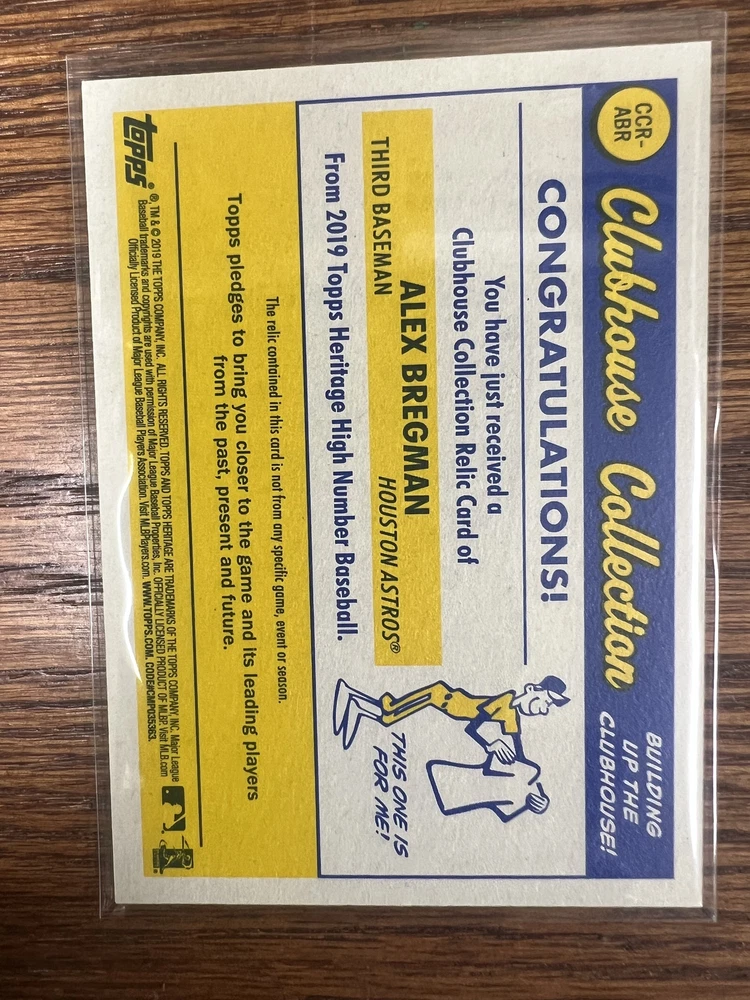 CCR-
ABR
Clubhouse Collection
BUILDING
UP THE
CLUBHOUSE!
CONGRATULATIONS!
You have just received a
Clubhouse Collection Relic Card of
ALEX BREGMAN
THIRD BASEMAN
HOUSTON ASTROS®
From 2019 Topps Heritage High Number Baseball.
THIS ONE IS
FOR ME!
The relic contained in this card is not from any specific game, event or season.
Topps pledges to bring you closer to the game and its leading players
from the past, present and future.
topps
®, TM & © 2019 THE TOPPS COMPANY, INC. ALL RIGHTS RESERVED. TOPPS AND TOPPS HERITAGE ARE TRADEMARKS OF THE TOPPS COMPANY, INC. Major League
Baseball trademarks and copyrights are used with permission of Major League Baseball Properties, Inc. OFFICIALLY LICENSED PRODUCT OF MLBP. Visit MLB.com
Officially Licensed Product of Major League Baseball Players Association. Visit MLBPlayers.com. WWW.TOPPS.COM. CODE#CMP035363.